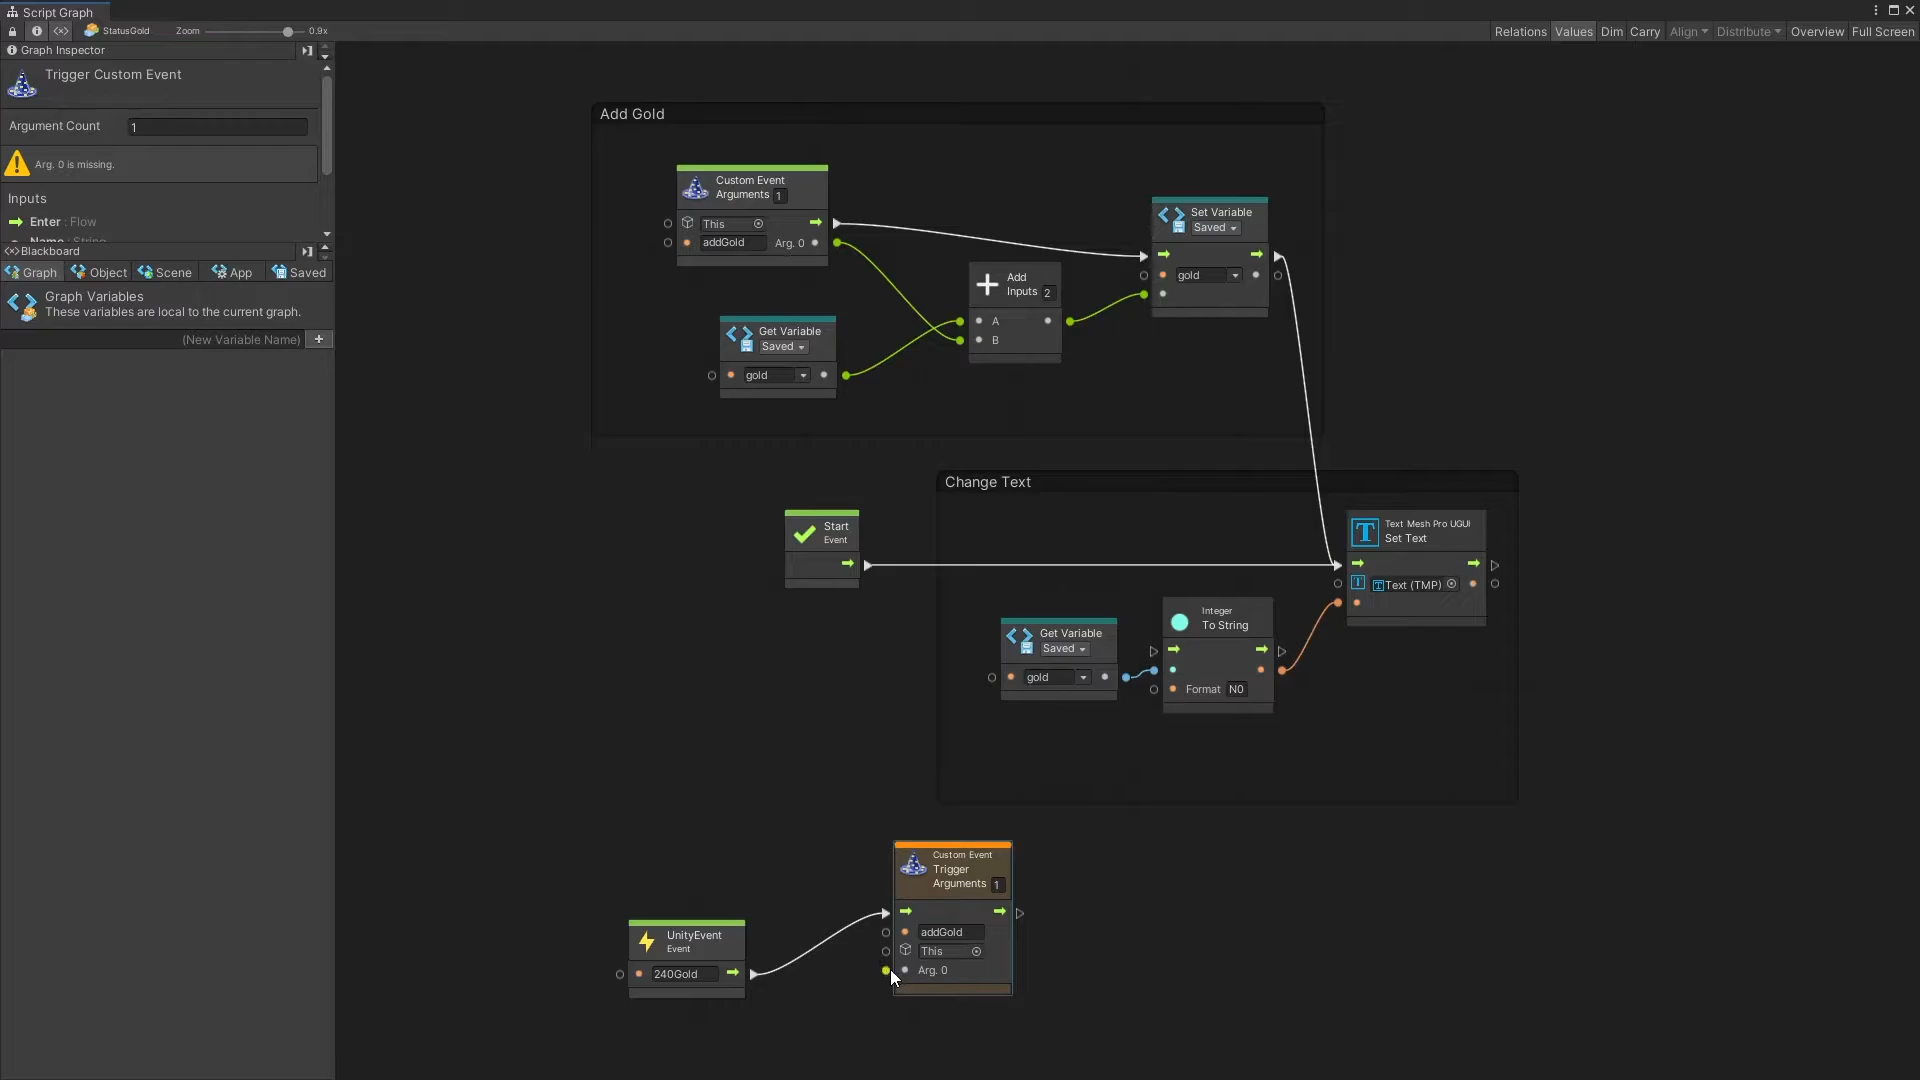 Script Graph
StatusGold
Zoom
0.9x
Relations
Values
Dim
Carry
Align
Distribute
Overview
Full Screen
Graph Inspector
Trigger Custom Event
Argument Count
1
Arg. 0 is missing.
Inputs
Enter : Flow
Name : String
Blackboard
Graph
Object
Scene
App
Saved
Graph Variables
These variables are local to the current graph.
(New Variable Name)
Add Gold
Custom Event
Arguments 1
This
addGold
Arg. 0
Get Variable
Saved
gold
Add
Inputs 2
A
B
Set Variable
Saved
gold
Change Text
Start
Event
Get Variable
Saved
gold
Integer
To String
Format N0
Text Mesh Pro UGUI
Set Text
Text (TMP)
UnityEvent
Event
240Gold
Custom Event
Trigger
Arguments 1
addGold
This
Arg. 0